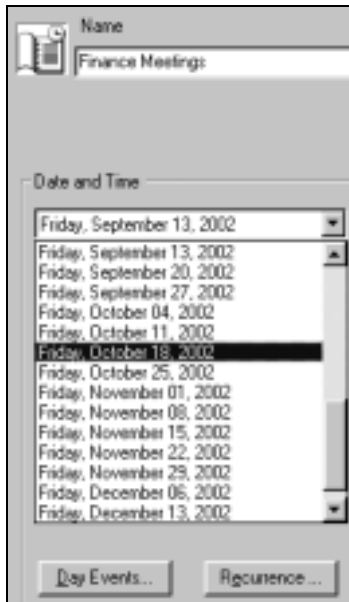 Name
Finance Meetings
Date and Time
Friday, September 13, 2002
Friday, September 13, 2002
Friday, September 20, 2002
Friday, September 27, 2002
Friday, October 04, 2002
Friday, October 11, 2002
Friday, October 18, 2002
Friday, October 25, 2002
Friday, November 01, 2002
Friday, November 08, 2002
Friday, November 15, 2002
Friday, November 22, 2002
Friday, November 29, 2002
Friday, December 06, 2002
Friday, December 13, 2002
Day Events... Recurrence ...